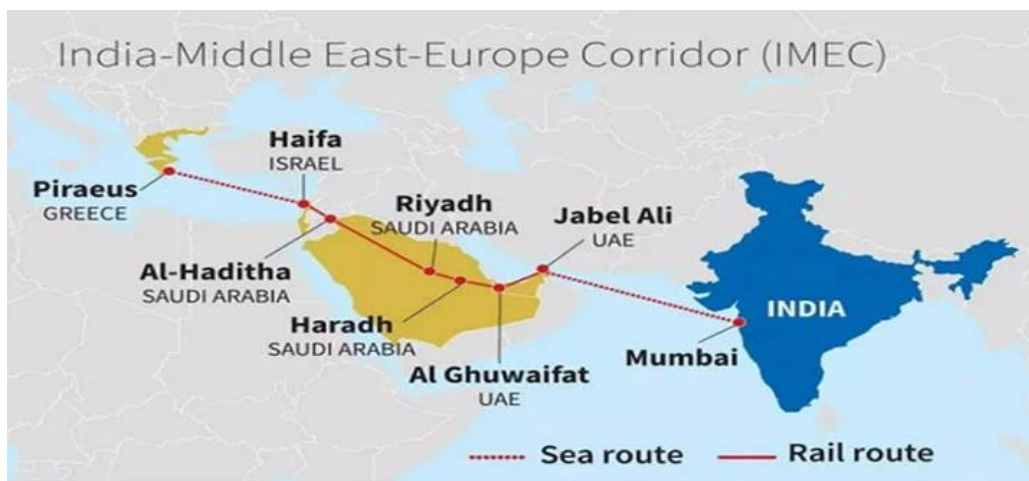 India-Middle East-Europe Corridor (IMEC)
Haifa
ISRAEL
Piraeus
GREECE
Riyadh
SAUDI ARABIA
Jabel Ali
UAE
Al-Haditha
SAUDI ARABIA
Haradh
SAUDI ARABIA
Al Ghuwaifat
UAE
Mumbai
INDIA
Sea route
Rail route